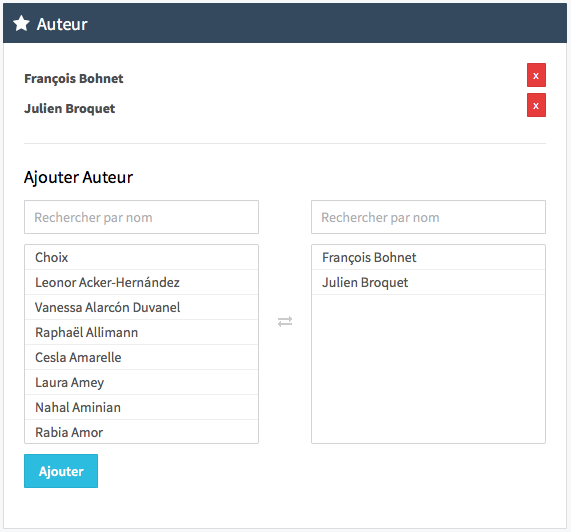 Auteur
François Bohnet
x
Julien Broquet
x
Ajouter Auteur
Rechercher par nom
Rechercher par nom
Choix
Leonor Acker-Hernández
Vanessa Alarcón Duvanel
Raphaël Allimann
Cesla Amarelle
Laura Amey
Nahal Aminian
Rabia Amor
François Bohnet
Julien Broquet
Ajouter